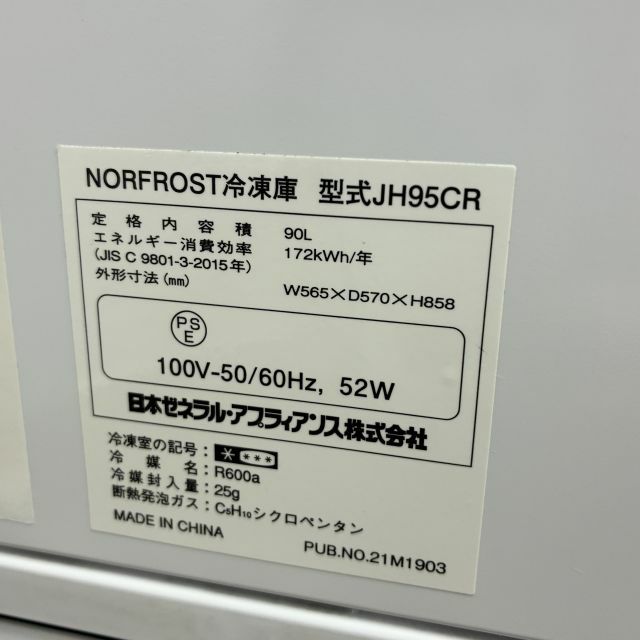 NORFROST冷凍庫 型式JH95CR
定格内容積 90L
エネルギー消費効率 172kWh/年
(JIS C 9801-3-2015年)
外形寸法(mm) W565×D570×H858
PSE
100V-50/60Hz, 52W
日本ゼネラル・アプライアンス株式会社
冷凍室の記号: * ***
冷媒名: R600a
冷媒封入量: 25g
断熱発泡ガス: C5H10シクロペンタン
MADE IN CHINA
PUB.NO.21M1903